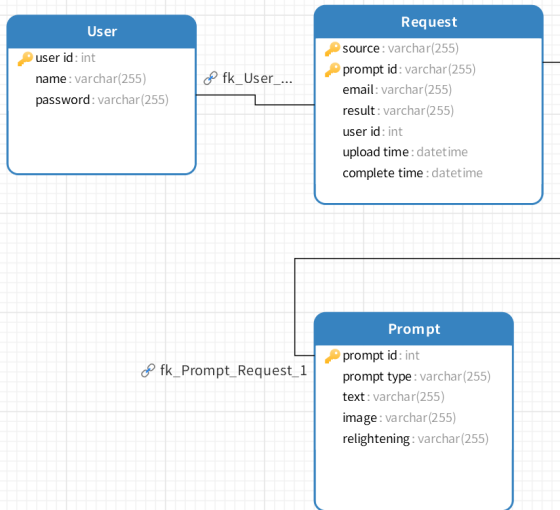 User
user id : int
name : varchar(255)
password : varchar(255)
fk_User_...
Request
source : varchar(255)
prompt id : varchar(255)
email : varchar(255)
result : varchar(255)
user id : int
upload time : datetime
complete time : datetime
fk_Prompt_Request_1
Prompt
prompt id : int
prompt type : varchar(255)
text : varchar(255)
image : varchar(255)
relightening : varchar(255)